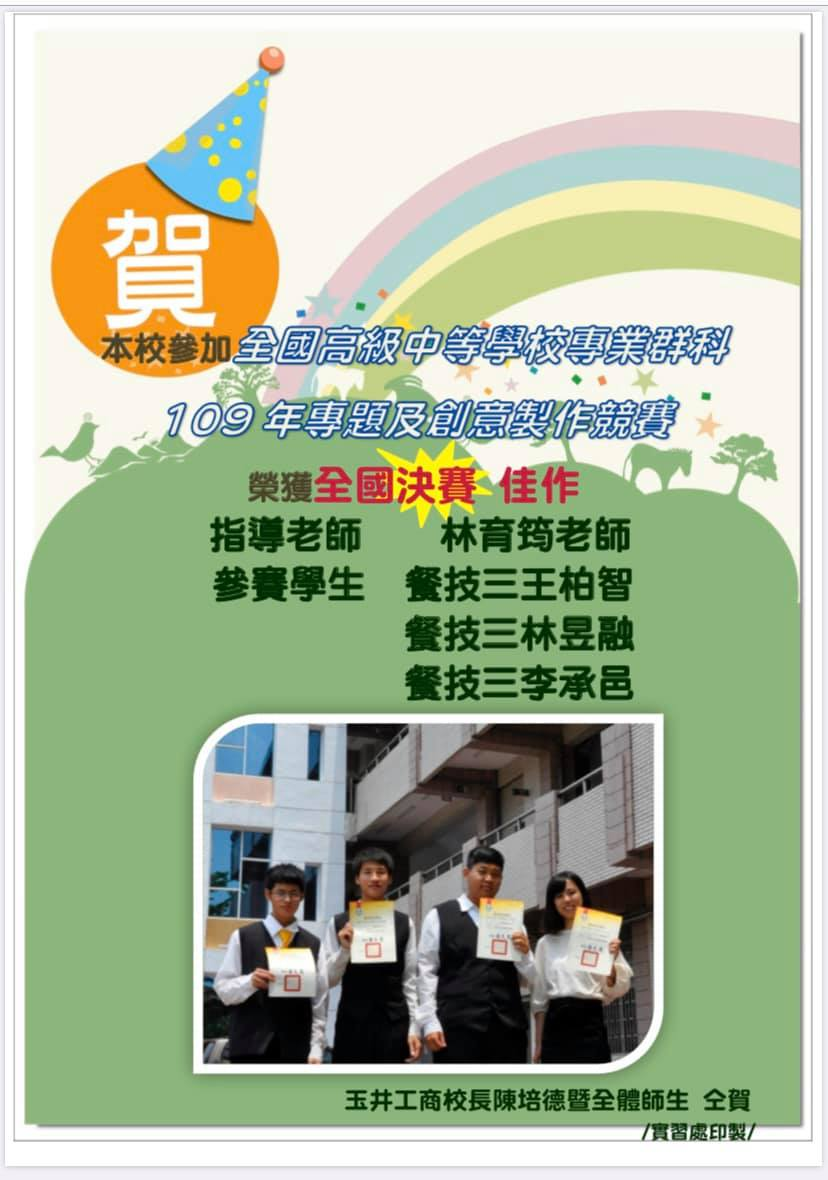 賀
本校參加全國高級中等學校專業群科
109年專題及創意製作競賽
榮獲全國決賽 佳作
指導老師 林育筠老師
參賽學生 餐技三王柏智
餐技三林昱融
餐技三李承邑
玉井工商校長陳培德暨全體師生 仝賀
/實習處印製/